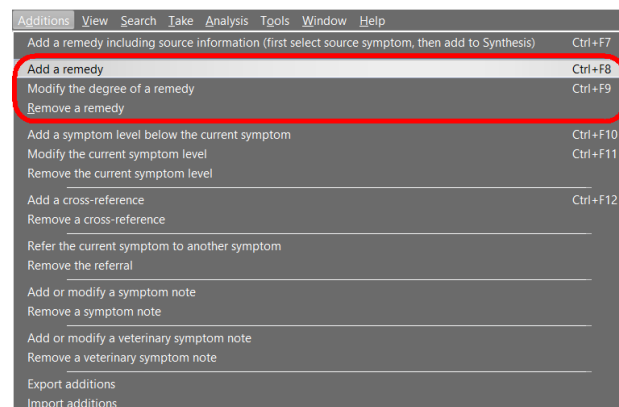 Additions View Search Take Analysis Tools Window Help
Add a remedy including source information (first select source symptom, then add to Synthesis) Ctrl+F7
Add a remedy Ctrl+F8
Modify the degree of a remedy Ctrl+F9
Remove a remedy
Add a symptom level below the current symptom Ctrl+F10
Modify the current symptom level Ctrl+F11
Remove the current symptom level
Add a cross-reference Ctrl+F12
Remove a cross-reference
Refer the current symptom to another symptom
Remove the referral
Add or modify a symptom note
Remove a symptom note
Add or modify a veterinary symptom note
Remove a veterinary symptom note
Export additions
Import additions